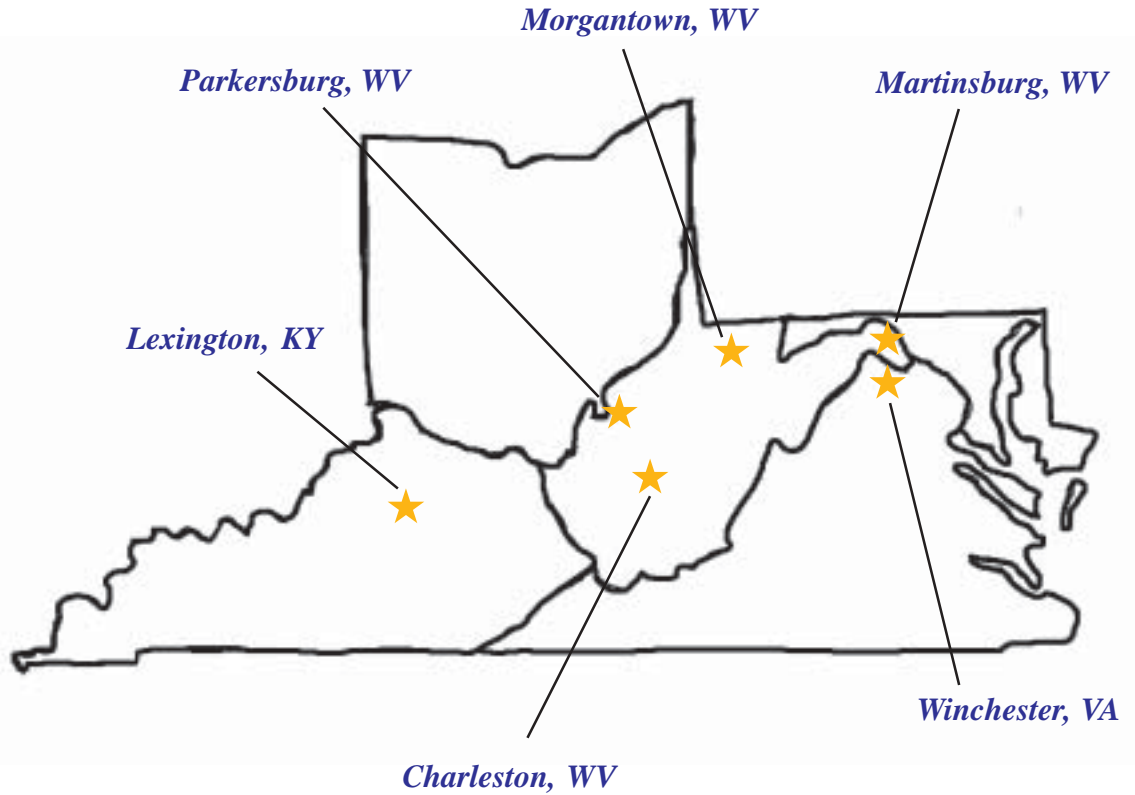 Morgantown, WV
Parkersburg, WV
Martinsburg, WV
Lexington, KY
Winchester, VA
Charleston, WV